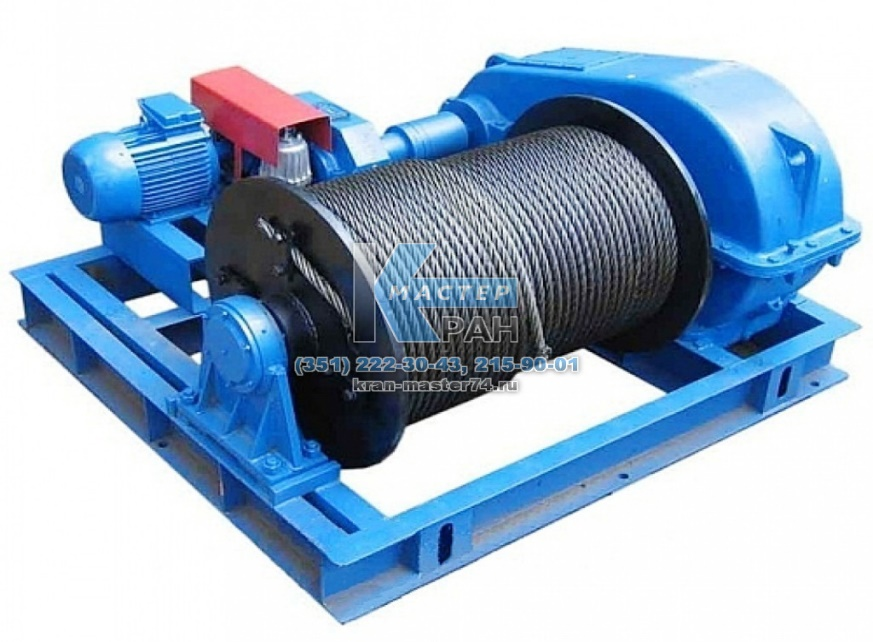 МАСТЕР
КРАН
(351) 222-30-43, 215-90-01
kran-master74.ru